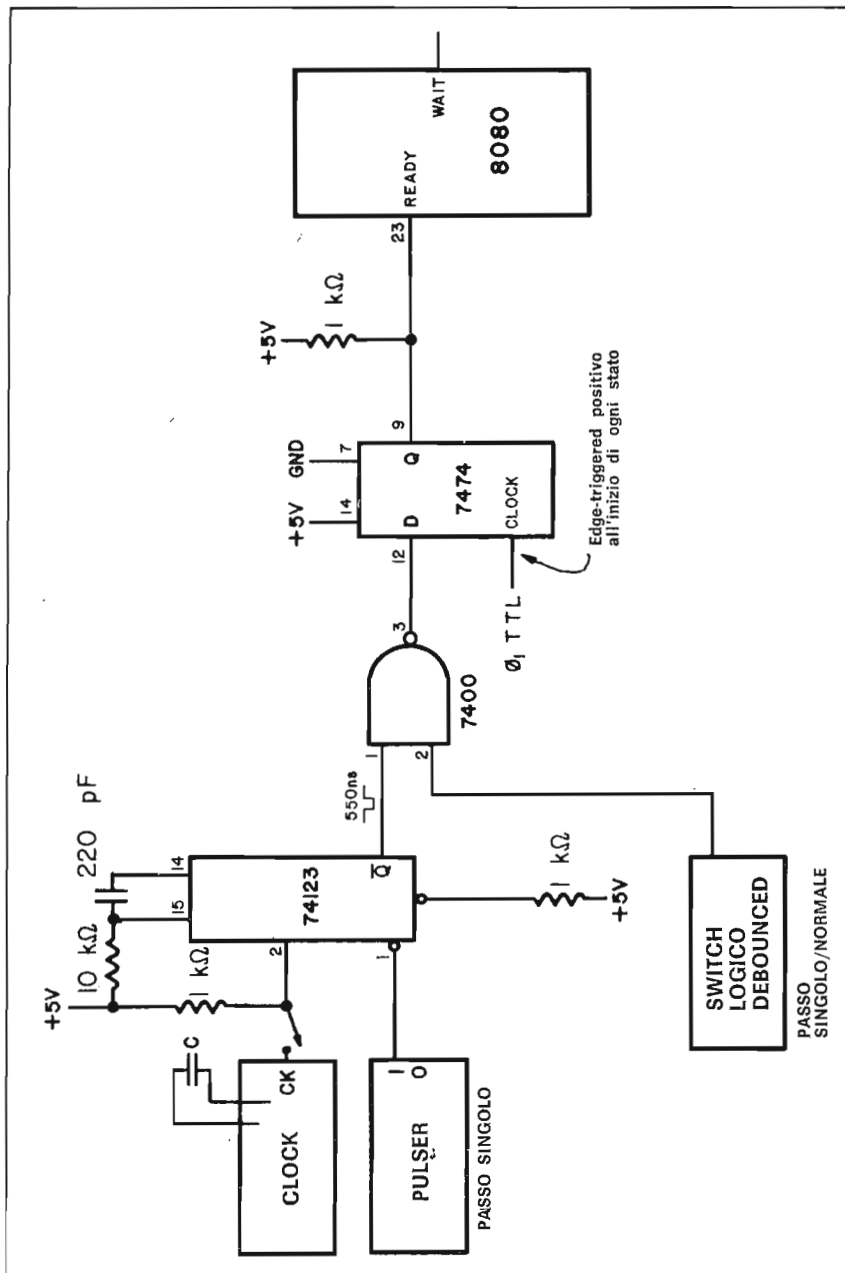 +5V
10 kΩ
220 pF
15
14
C
1 kΩ
CLOCK
CK
2
74123
Q̅
550ns
1
PULSER
1
0
PASSO SINGOLO
1 kΩ
+5V
SWITCH
LOGICO
DEBOUNCED
PASSO
SINGOLO/NORMALE
1
2
7400
3
12
+5V
GND
14
7
D
Q
7474
CLOCK
Ø1 TTL
Edge-triggered positivo
all'inizio di ogni stato
9
+5V
1 kΩ
23
READY
WAIT
8080